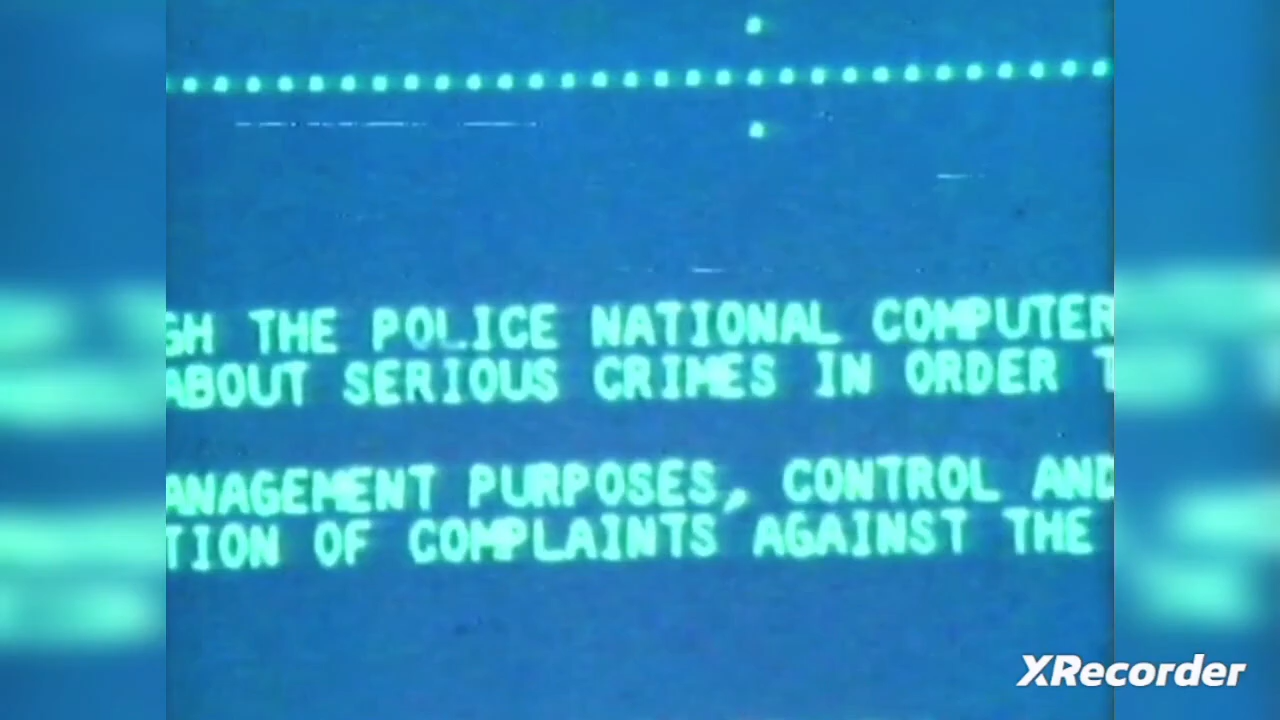 GH THE POLICE NATIONAL COMPUTER
ABOUT SERIOUS CRIMES IN ORDER T
ANAGEMENT PURPOSES, CONTROL AND
TION OF COMPLAINTS AGAINST THE
XRecorder